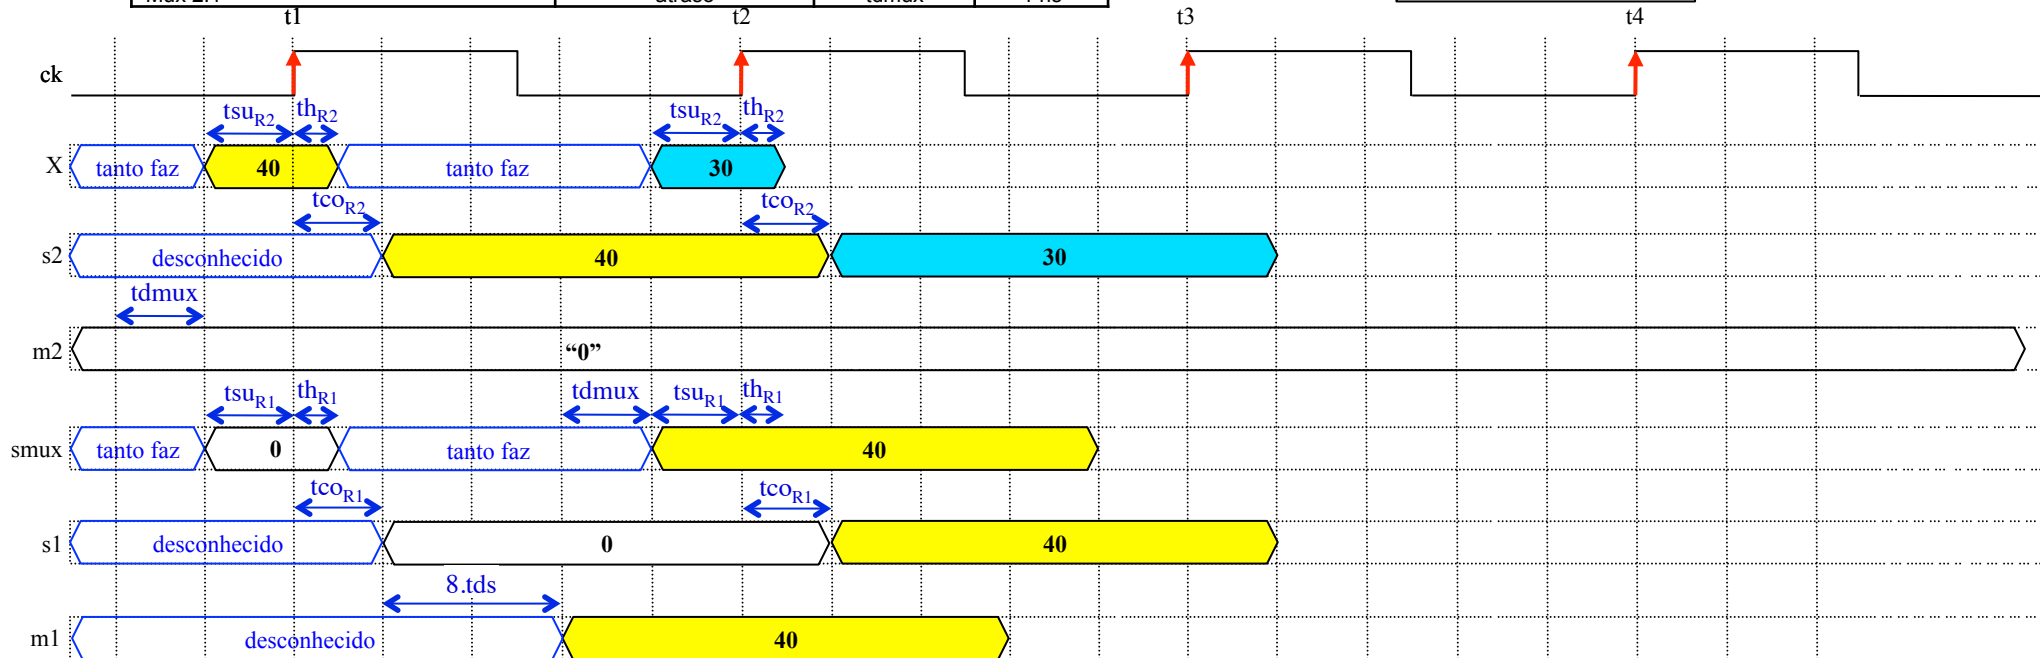 t1 t2 t3 t4
ck
tsuR2 thR2 tsuR2 thR2
X tanto faz 40 tanto faz 30
tcoR2 tcoR2
s2 desconhecido 40 30
tdmux
m2 “0”
tsuR1 thR1 tdmux tsuR1 thR1
smux tanto faz 0 tanto faz 40
tcoR1 tcoR1
s1 desconhecido 0 40
8.tds
m1 desconhecido 40